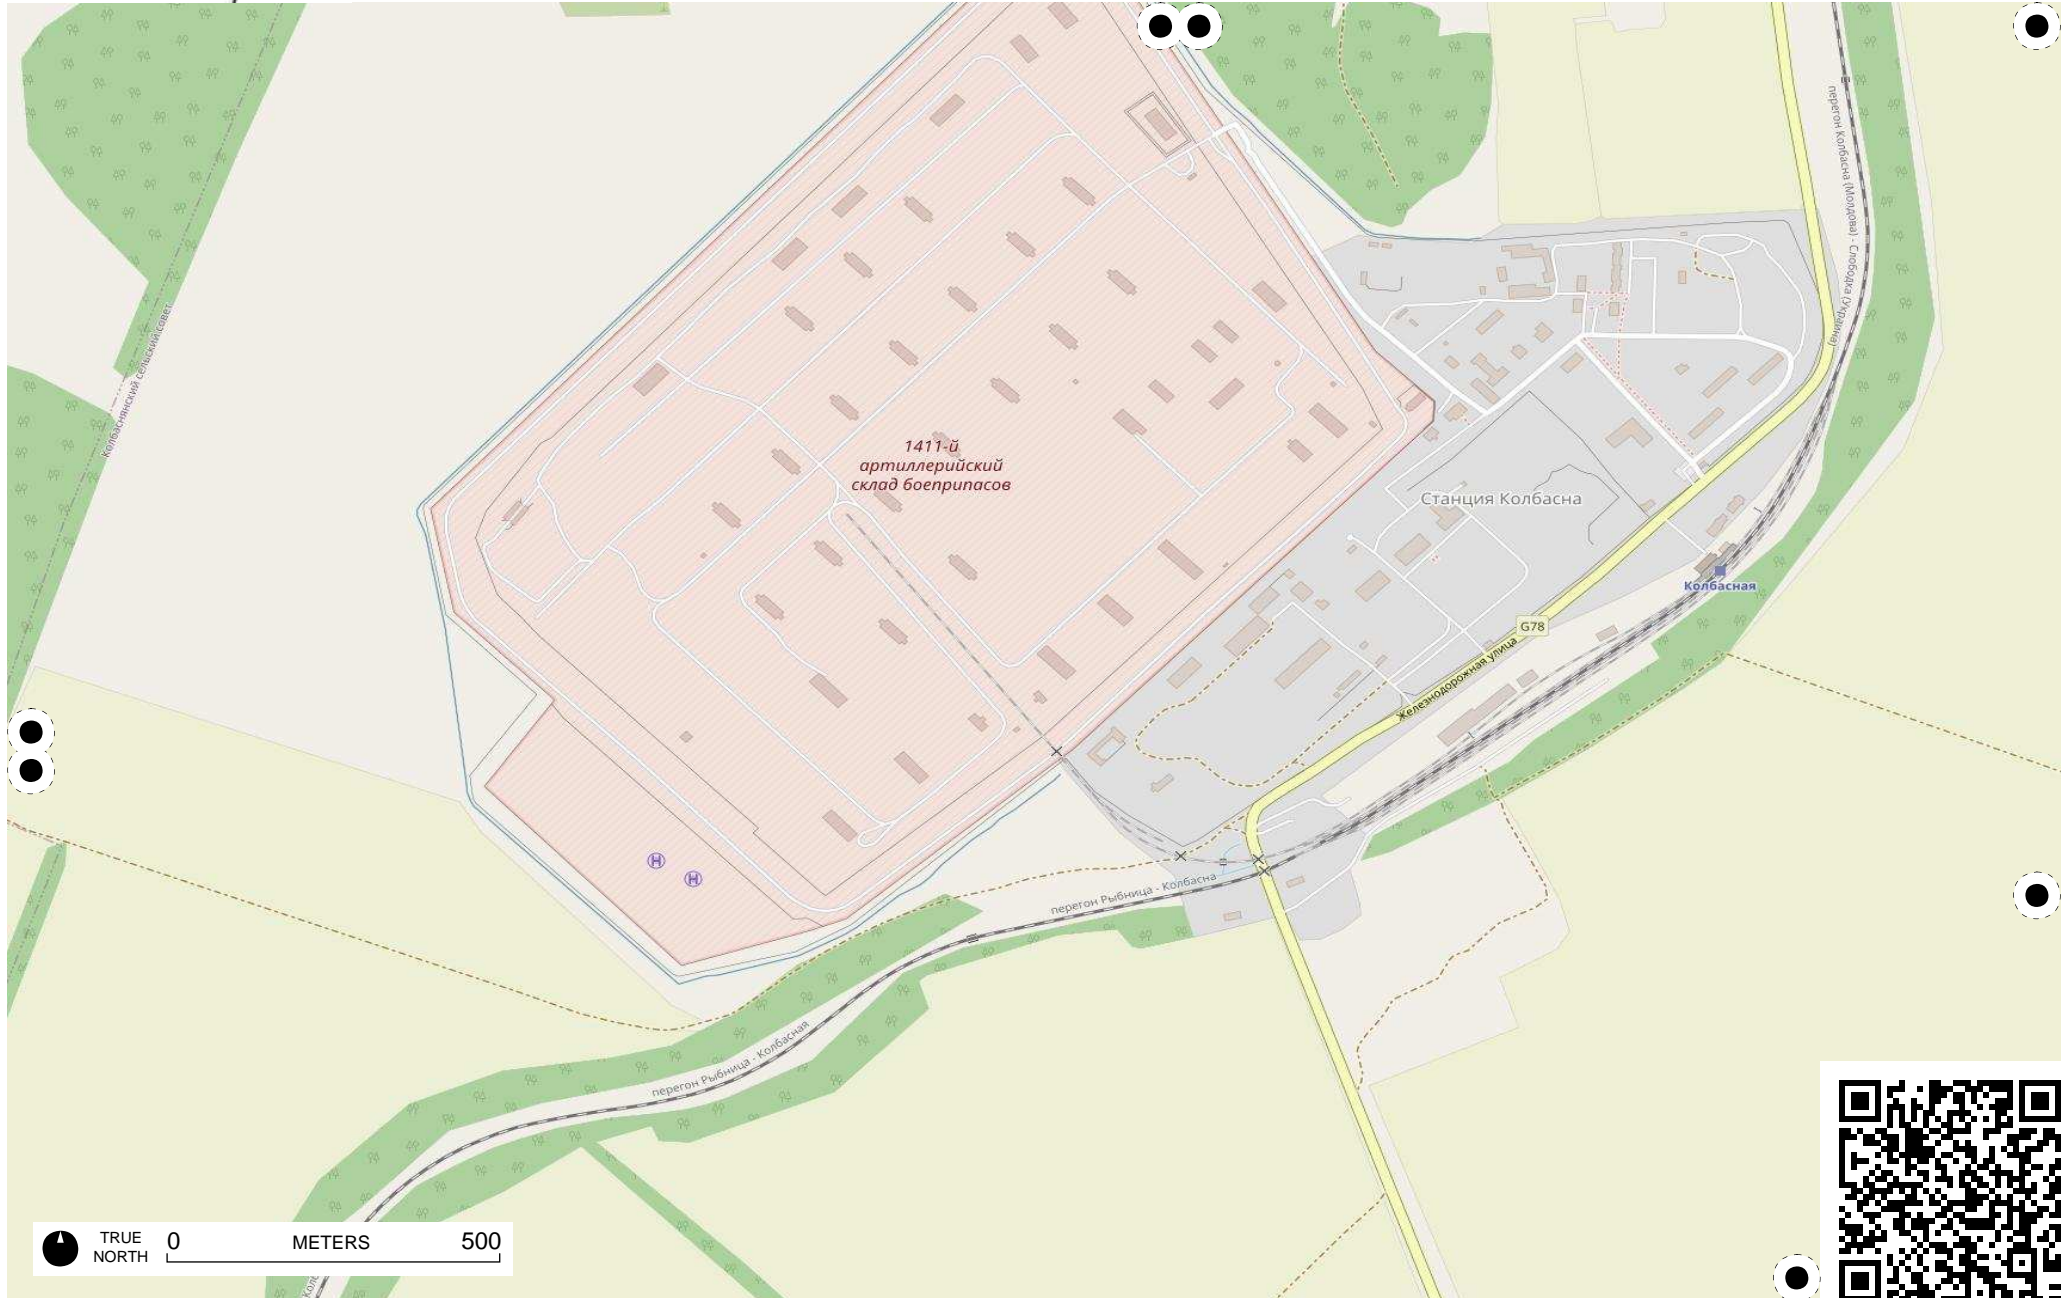 перегон Колбасна (Молдова) - Слободка (Украина)
Колбаснянский сельский совет
1411-й
артиллерийский
склад боеприпасов
Станция Колбасна
Колбасная
G78
Железнодорожная улица
перегон Рыбница - Колбасна
перегон Рыбница - Колбасная
H
H
TRUE
NORTH
0 METERS 500